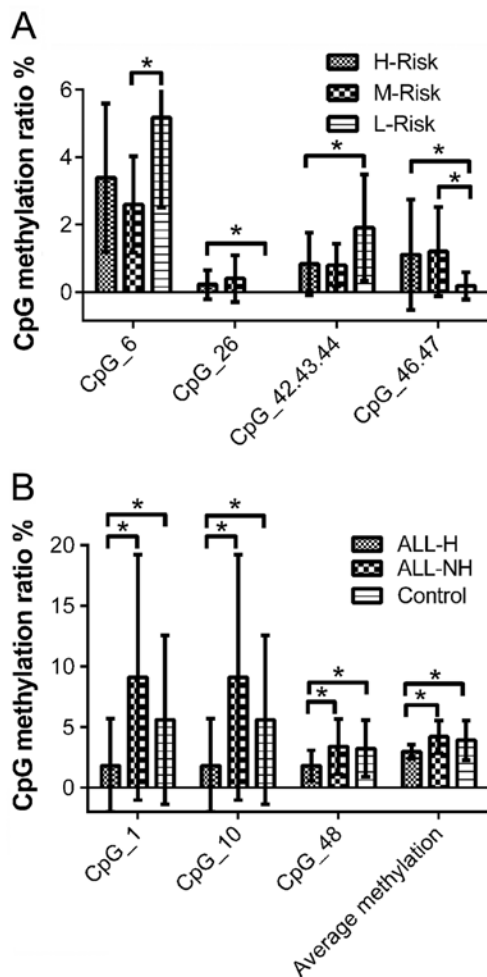 A
CpG methylation ratio %
6
4
2
0
H-Risk
M-Risk
L-Risk
*
*
*
*
*
CpG_6
CpG_26
CpG_42.43.44
CpG_46.47
B
CpG methylation ratio %
20
15
10
5
0
ALL-H
ALL-NH
Control
*
*
*
*
*
*
*
*
CpG_1
CpG_10
CpG_48
Average methylation